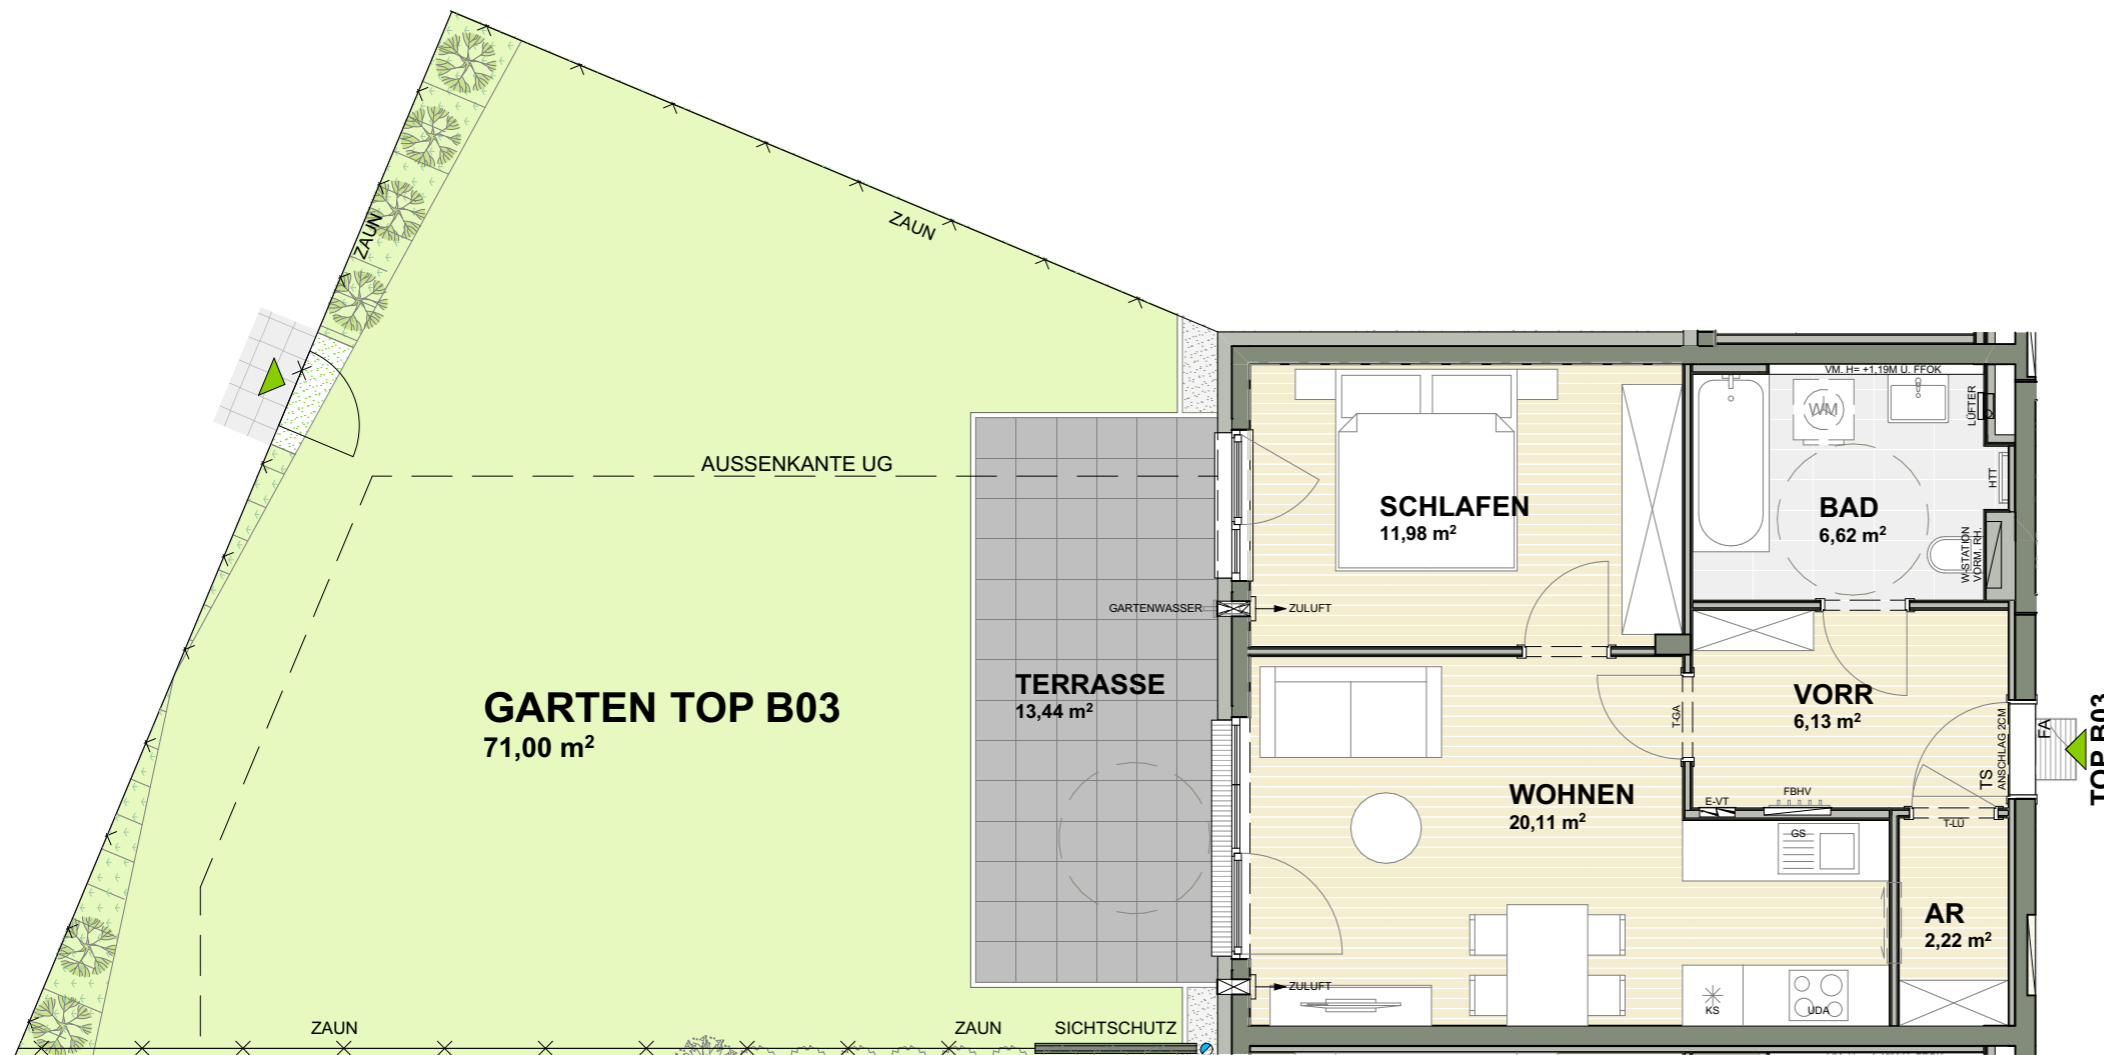 ZAUN
ZAUN
AUSSENKANTE UG
GARTEN TOP B03
71,00 m²
TERRASSE
13,44 m²
GARTENWASSER
ZULUFT
SCHLAFEN
11,98 m²
VM. H= +1,19M Ü. FFOK
WM
LÜFTER
HTT
BAD
6,62 m²
W-STATION
VORM. RH.
VORR
6,13 m²
T-GA
TS
ANSCHLAG 2CM
FA
TOP B03
WOHNEN
20,11 m²
E-VT
FBHV
GS
T-LÜ
AR
2,22 m²
ZULUFT
KS
UDA
ZAUN
ZAUN
SICHTSCHUTZ